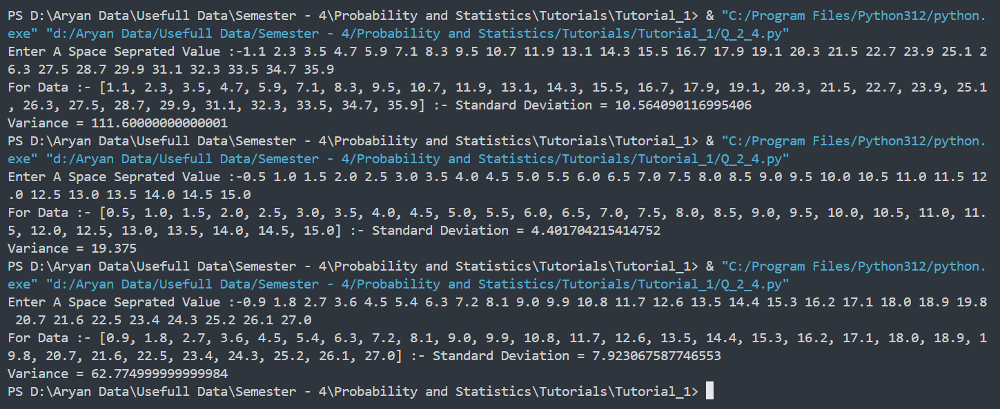 PS D:\Aryan Data\Usefull Data\Semester - 4\Probability and Statistics\Tutorials\Tutorial_1> & "C:/Program Files/Python312/python.
exe" "d:/Aryan Data/Usefull Data/Semester - 4/Probability and Statistics/Tutorials/Tutorial_1/Q_2_4.py"
Enter A Space Seprated Value :-1.1 2.3 3.5 4.7 5.9 7.1 8.3 9.5 10.7 11.9 13.1 14.3 15.5 16.7 17.9 19.1 20.3 21.5 22.7 23.9 25.1 2
6.3 27.5 28.7 29.9 31.1 32.3 33.5 34.7 35.9
For Data :- [1.1, 2.3, 3.5, 4.7, 5.9, 7.1, 8.3, 9.5, 10.7, 11.9, 13.1, 14.3, 15.5, 16.7, 17.9, 19.1, 20.3, 21.5, 22.7, 23.9, 25.1
, 26.3, 27.5, 28.7, 29.9, 31.1, 32.3, 33.5, 34.7, 35.9] :- Standard Deviation = 10.564090116995406
Variance = 111.60000000000001
PS D:\Aryan Data\Usefull Data\Semester - 4\Probability and Statistics\Tutorials\Tutorial_1> & "C:/Program Files/Python312/python.
exe" "d:/Aryan Data/Usefull Data/Semester - 4/Probability and Statistics/Tutorials/Tutorial_1/Q_2_4.py"
Enter A Space Seprated Value :-0.5 1.0 1.5 2.0 2.5 3.0 3.5 4.0 4.5 5.0 5.5 6.0 6.5 7.0 7.5 8.0 8.5 9.0 9.5 10.0 10.5 11.0 11.5 12
.0 12.5 13.0 13.5 14.0 14.5 15.0
For Data :- [0.5, 1.0, 1.5, 2.0, 2.5, 3.0, 3.5, 4.0, 4.5, 5.0, 5.5, 6.0, 6.5, 7.0, 7.5, 8.0, 8.5, 9.0, 9.5, 10.0, 10.5, 11.0, 11.
5, 12.0, 12.5, 13.0, 13.5, 14.0, 14.5, 15.0] :- Standard Deviation = 4.401704215414752
Variance = 19.375
PS D:\Aryan Data\Usefull Data\Semester - 4\Probability and Statistics\Tutorials\Tutorial_1> & "C:/Program Files/Python312/python.
exe" "d:/Aryan Data/Usefull Data/Semester - 4/Probability and Statistics/Tutorials/Tutorial_1/Q_2_4.py"
Enter A Space Seprated Value :-0.9 1.8 2.7 3.6 4.5 5.4 6.3 7.2 8.1 9.0 9.9 10.8 11.7 12.6 13.5 14.4 15.3 16.2 17.1 18.0 18.9 19.8
20.7 21.6 22.5 23.4 24.3 25.2 26.1 27.0
For Data :- [0.9, 1.8, 2.7, 3.6, 4.5, 5.4, 6.3, 7.2, 8.1, 9.0, 9.9, 10.8, 11.7, 12.6, 13.5, 14.4, 15.3, 16.2, 17.1, 18.0, 18.9, 1
9.8, 20.7, 21.6, 22.5, 23.4, 24.3, 25.2, 26.1, 27.0] :- Standard Deviation = 7.923067587746553
Variance = 62.774999999999984
PS D:\Aryan Data\Usefull Data\Semester - 4\Probability and Statistics\Tutorials\Tutorial_1>